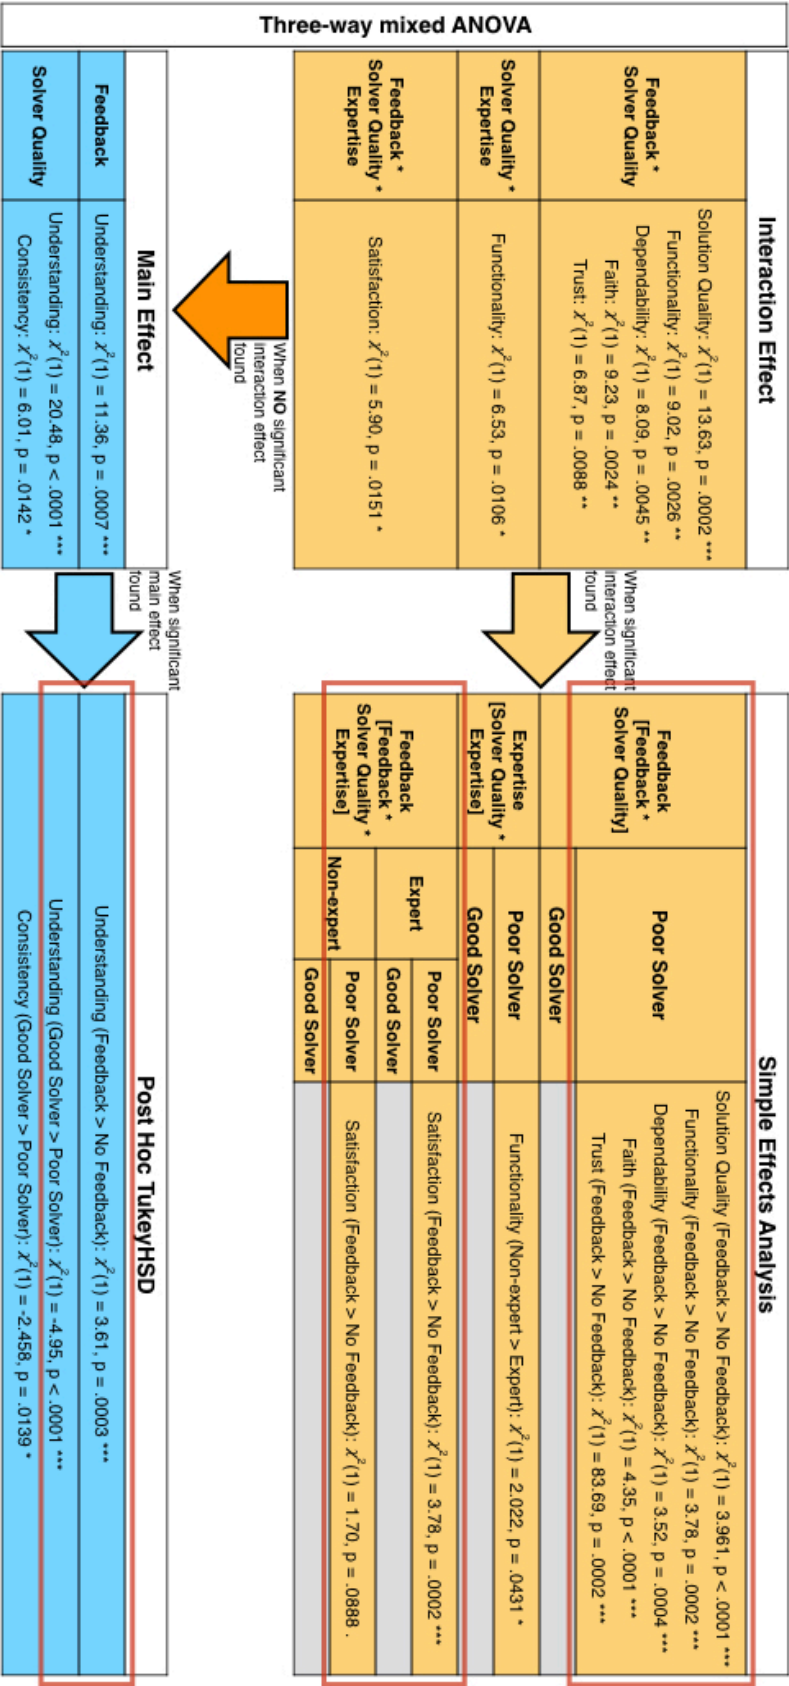 Three-way mixed ANOVA
Interaction Effect
Feedback *
Solver Quality
Solution Quality: χ²(1) = 13.63, p = .0002 ***
Functionality: χ²(1) = 9.02, p = .0026 **
Dependability: χ²(1) = 8.09, p = .0045 **
Faith: χ²(1) = 9.23, p = .0024 **
Trust: χ²(1) = 6.87, p = .0088 **
Solver Quality *
Expertise
Functionality: χ²(1) = 6.53, p = .0106 *
Feedback *
Solver Quality *
Expertise
Satisfaction: χ²(1) = 5.90, p = .0151 *
When significant
interaction effect
found
Simple Effects Analysis
Feedback
[Feedback *
Solver Quality]
Poor Solver
Solution Quality (Feedback > No Feedback): χ²(1) = 3.961, p < .0001 ***
Functionality (Feedback > No Feedback): χ²(1) = 3.78, p = .0002 ***
Dependability (Feedback > No Feedback): χ²(1) = 3.52, p = .0004 ***
Faith (Feedback > No Feedback): χ²(1) = 4.35, p < .0001 ***
Trust (Feedback > No Feedback): χ²(1) = 83.69, p = .0002 ***
Good Solver
Expertise
[Solver Quality *
Expertise]
Poor Solver
Functionality (Non-expert > Expert): χ²(1) = 2.022, p = .0431 *
Good Solver
Feedback
[Feedback *
Solver Quality *
Expertise]
Expert
Poor Solver
Satisfaction (Feedback > No Feedback): χ²(1) = 3.78, p = .0002 ***
Good Solver
Non-expert
Poor Solver
Satisfaction (Feedback > No Feedback): χ²(1) = 1.70, p = .0888 .
Good Solver
When NO significant
interaction effect
found
Main Effect
Feedback
Understanding: χ²(1) = 11.36, p = .0007 ***
Solver Quality
Understanding: χ²(1) = 20.48, p < .0001 ***
Consistency: χ²(1) = 6.01, p = .0142 *
When significant
main effect
found
Post Hoc TukeyHSD
Understanding (Feedback > No Feedback): χ²(1) = 3.61, p = .0003 ***
Understanding (Good Solver > Poor Solver): χ²(1) = -4.95, p < .0001 ***
Consistency (Good Solver > Poor Solver): χ²(1) = -2.458, p = .0139 *